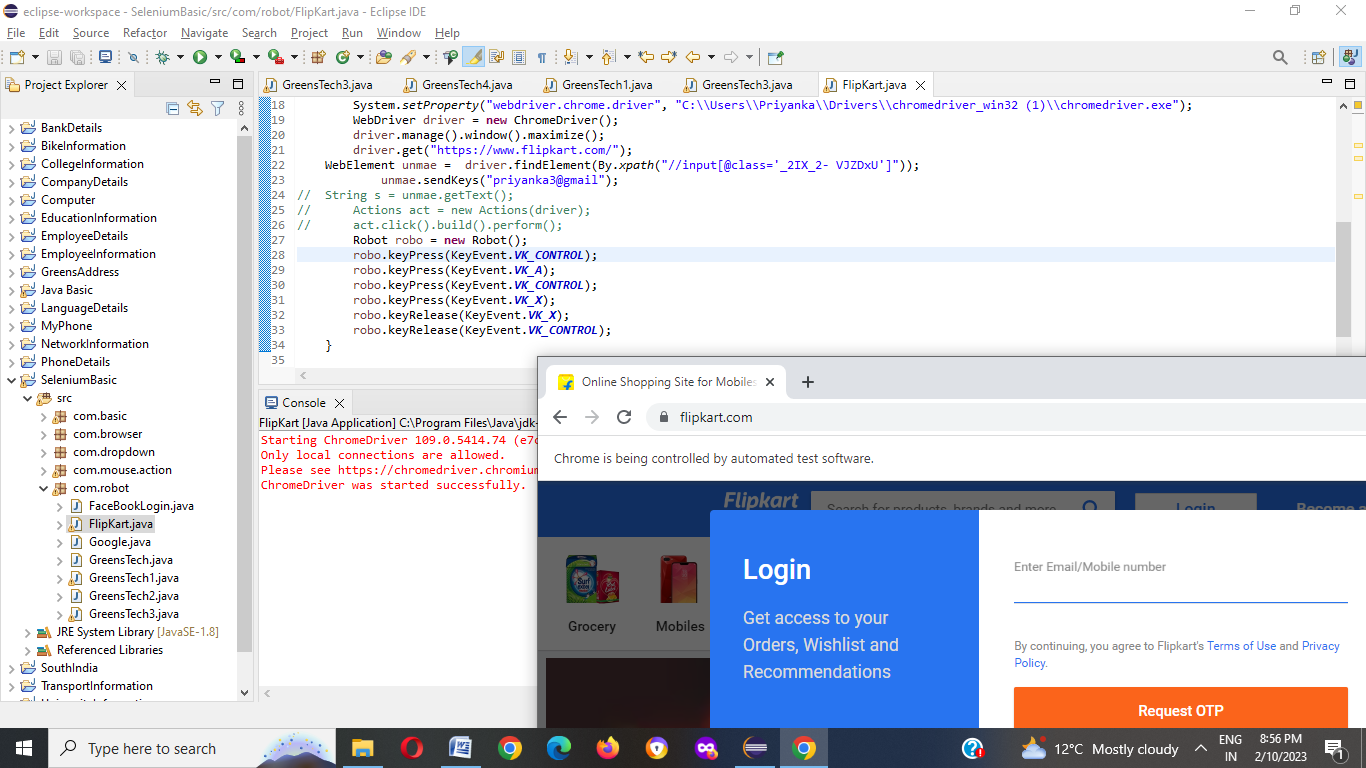 eclipse-workspace - SeleniumBasic/src/com/robot/FlipKart.java - Eclipse IDE
File Edit Source Refactor Navigate Search Project Run Window Help
Project Explorer
BankDetails
BikeInformation
CollegeInformation
CompanyDetails
Computer
EducationInformation
EmployeeDetails
EmployeeInformation
GreensAddress
Java Basic
LanguageDetails
MyPhone
NetworkInformation
PhoneDetails
SeleniumBasic
src
com.basic
com.browser
com.dropdown
com.mouse.action
com.robot
FaceBookLogin.java
FlipKart.java
Google.java
GreensTech.java
GreensTech1.java
GreensTech2.java
GreensTech3.java
JRE System Library [JavaSE-1.8]
Referenced Libraries
SouthIndia
TransportInformation
GreensTech3.java GreensTech4.java GreensTech1.java GreensTech3.java FlipKart.java
18 System.setProperty("webdriver.chrome.driver", "C:\\Users\\Priyanka\\Drivers\\chromedriver_win32 (1)\\chromedriver.exe");
19 WebDriver driver = new ChromeDriver();
20 driver.manage().window().maximize();
21 driver.get("https://www.flipkart.com/");
22 WebElement unmae = driver.findElement(By.xpath("//input[@class='_2IX_2- VJZDxU']"));
23 unmae.sendKeys("priyanka3@gmail");
24 // String s = unmae.getText();
25 // Actions act = new Actions(driver);
26 // act.click().build().perform();
27 Robot robo = new Robot();
28 robo.keyPress(KeyEvent.VK_CONTROL);
29 robo.keyPress(KeyEvent.VK_A);
30 robo.keyPress(KeyEvent.VK_CONTROL);
31 robo.keyPress(KeyEvent.VK_X);
32 robo.keyRelease(KeyEvent.VK_X);
33 robo.keyRelease(KeyEvent.VK_CONTROL);
34 }
35
Console
FlipKart [Java Application] C:\Program Files\Java\jdk-
Starting ChromeDriver 109.0.5414.74 (e7c
Only local connections are allowed.
Please see https://chromedriver.chromium
ChromeDriver was started successfully.
Online Shopping Site for Mobiles
flipkart.com
Chrome is being controlled by automated test software.
Flipkart Search for products, brands and more Login Become a
Grocery Mobiles
Login
Get access to your
Orders, Wishlist and
Recommendations
Enter Email/Mobile number
By continuing, you agree to Flipkart's Terms of Use and Privacy
Policy.
Request OTP
Type here to search
12°C Mostly cloudy
ENG
IN
8:56 PM
2/10/2023
1